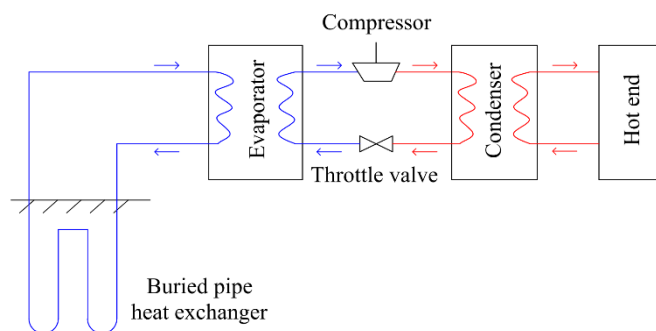 Compressor
Evaporator
Condenser
Hot end
Throttle valve
Buried pipe
heat exchanger